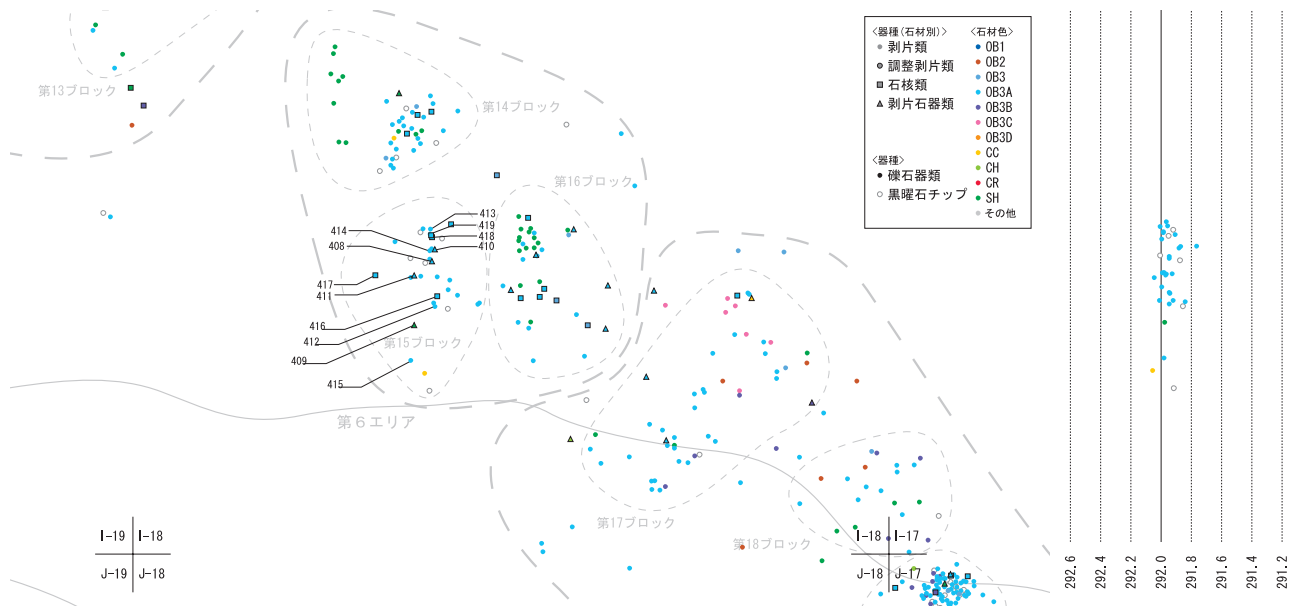 第13ブロック
第14ブロック
第16ブロック
413
419
414
418
408
410
417
411
416
412
第15ブロック
409
415
第6エリア
第17ブロック
第18ブロック
I-19 I-18
J-19 J-18
I-18 I-17
J-18 J-17
〈器種(石材別)〉
剥片類
調整剥片類
石核類
剥片石器類
〈器種〉
礫石器類
黒曜石チップ
〈石材色〉
OB1
OB2
OB3
OB3A
OB3B
OB3C
OB3D
CC
CH
CR
SH
その他
292.6
292.4
292.2
292.0
291.8
291.6
291.4
291.2